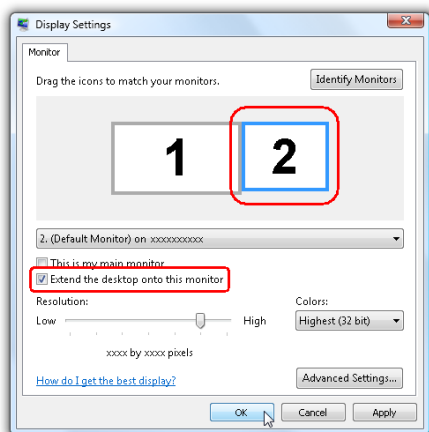 Display Settings
Monitor
Drag the icons to match your monitors.
Identify Monitors
1
2
2. (Default Monitor) on xxxxxxxxxx
This is my main monitor
Extend the desktop onto this monitor
Resolution:
Colors:
Low
High
Highest (32 bit)
xxxx by xxxx pixels
How do I get the best display?
Advanced Settings...
OK
Cancel
Apply